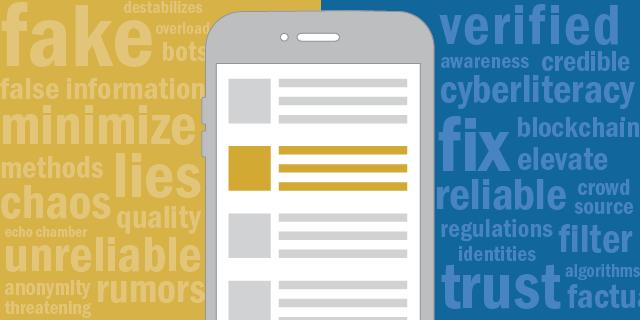 destabilizes
fake
overload
bots
false information
minimize
methods
lies
chaos
quality
echo chamber
unreliable
anonymity
rumors
threatening
verified
awareness
credible
cyberliteracy
fix
blockchain
elevate
reliable
crowd
source
regulations
filter
identities
algorithms
trust
factua